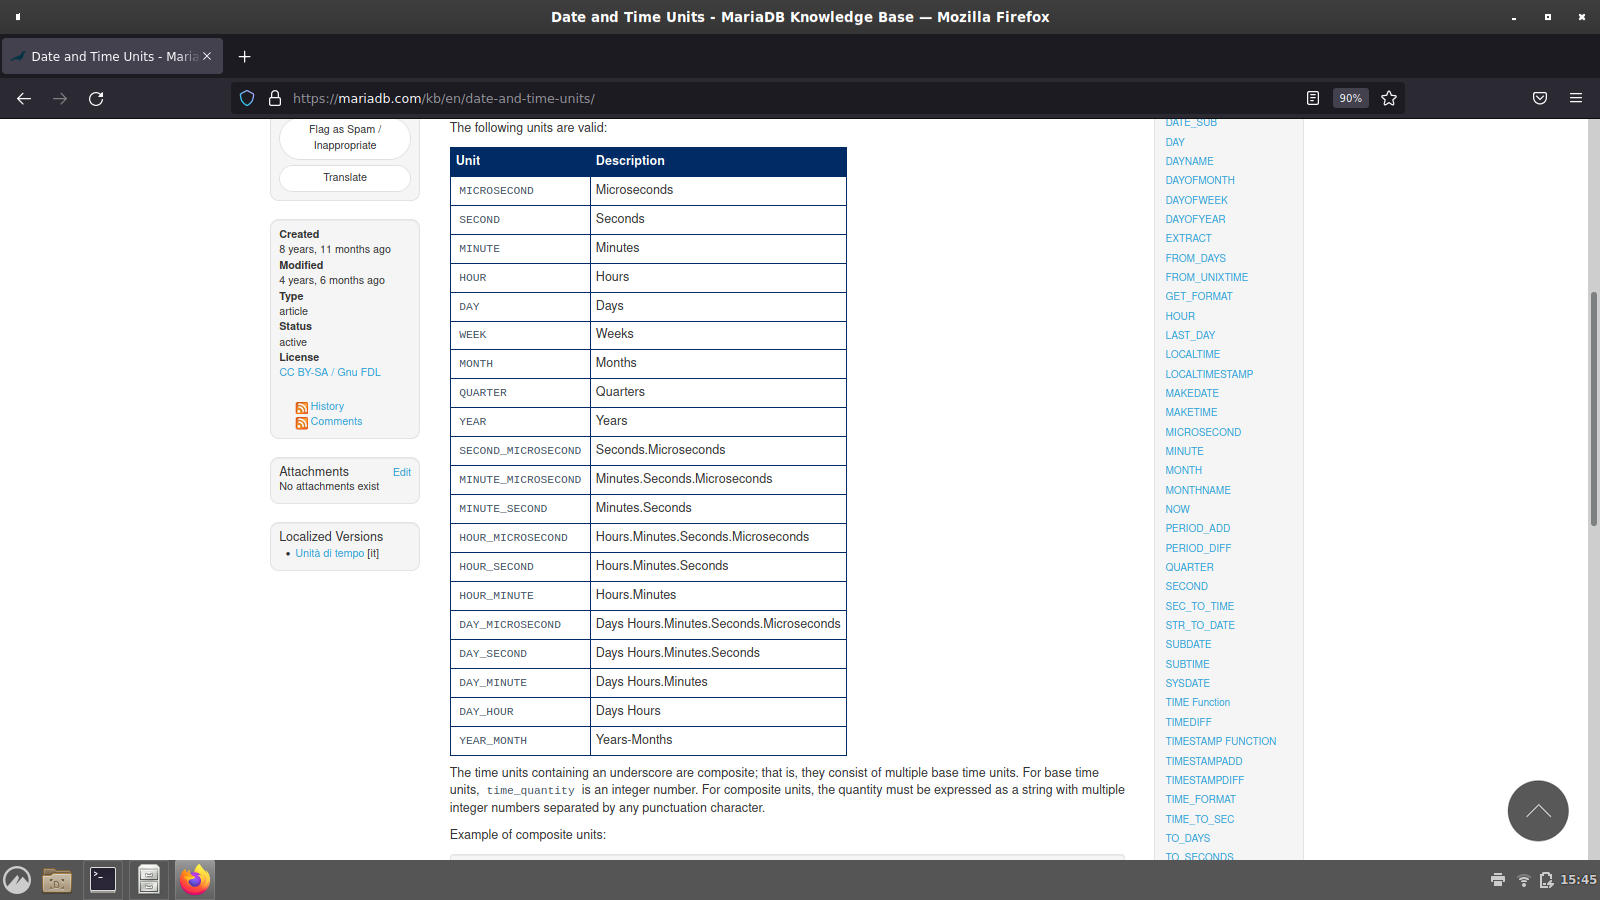 Date and Time Units - MariaDB Knowledge Base — Mozilla Firefox
Date and Time Units - Maria
https://mariadb.com/kb/en/date-and-time-units/
90%
Flag as Spam /
Inappropriate
Translate
Created
8 years, 11 months ago
Modified
4 years, 6 months ago
Type
article
Status
active
License
CC BY-SA / Gnu FDL
History
Comments
Attachments Edit
No attachments exist
Localized Versions
• Unità di tempo [it]
The following units are valid:
Unit Description
MICROSECOND Microseconds
SECOND Seconds
MINUTE Minutes
HOUR Hours
DAY Days
WEEK Weeks
MONTH Months
QUARTER Quarters
YEAR Years
SECOND_MICROSECOND Seconds.Microseconds
MINUTE_MICROSECOND Minutes.Seconds.Microseconds
MINUTE_SECOND Minutes.Seconds
HOUR_MICROSECOND Hours.Minutes.Seconds.Microseconds
HOUR_SECOND Hours.Minutes.Seconds
HOUR_MINUTE Hours.Minutes
DAY_MICROSECOND Days Hours.Minutes.Seconds.Microseconds
DAY_SECOND Days Hours.Minutes.Seconds
DAY_MINUTE Days Hours.Minutes
DAY_HOUR Days Hours
YEAR_MONTH Years-Months
The time units containing an underscore are composite; that is, they consist of multiple base time units. For base time
units, time_quantity is an integer number. For composite units, the quantity must be expressed as a string with multiple
integer numbers separated by any punctuation character.
Example of composite units:
DATE_SUB
DAY
DAYNAME
DAYOFMONTH
DAYOFWEEK
DAYOFYEAR
EXTRACT
FROM_DAYS
FROM_UNIXTIME
GET_FORMAT
HOUR
LAST_DAY
LOCALTIME
LOCALTIMESTAMP
MAKEDATE
MAKETIME
MICROSECOND
MINUTE
MONTH
MONTHNAME
NOW
PERIOD_ADD
PERIOD_DIFF
QUARTER
SECOND
SEC_TO_TIME
STR_TO_DATE
SUBDATE
SUBTIME
SYSDATE
TIME Function
TIMEDIFF
TIMESTAMP FUNCTION
TIMESTAMPADD
TIMESTAMPDIFF
TIME_FORMAT
TIME_TO_SEC
TO_DAYS
TO_SECONDS
15:45